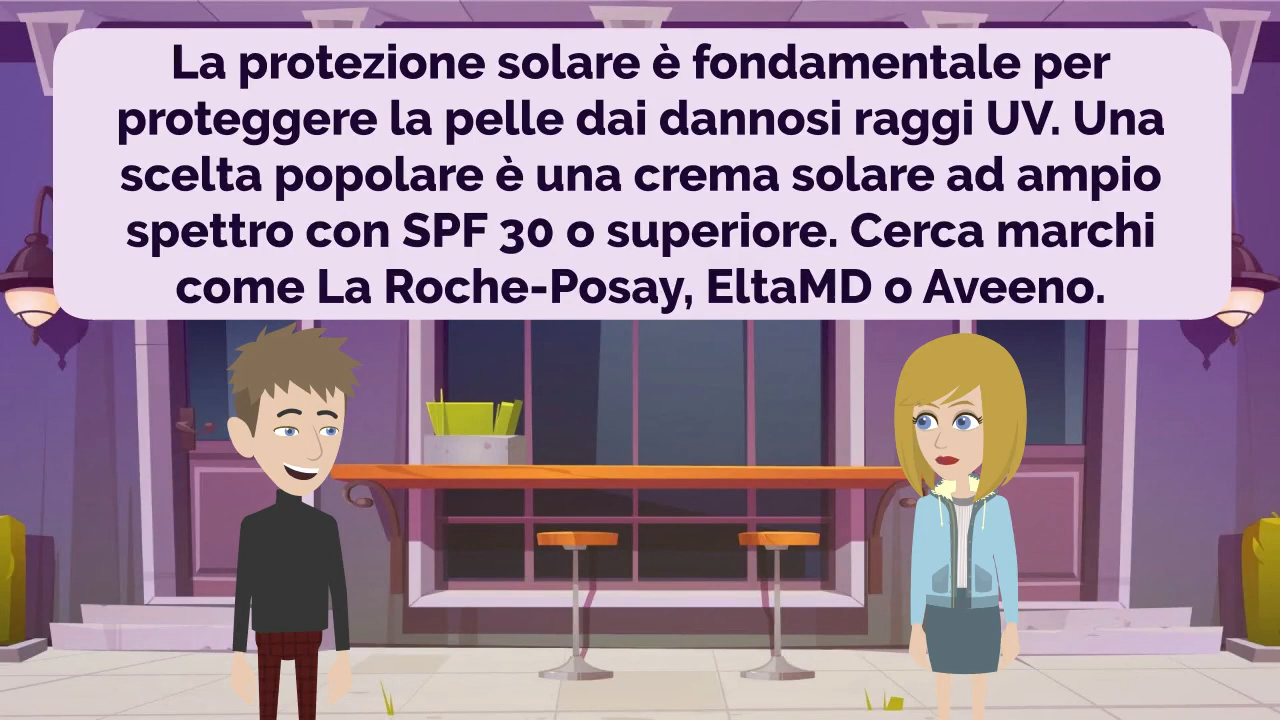 La protezione solare è fondamentale per
proteggere la pelle dai dannosi raggi UV. Una
scelta popolare è una crema solare ad ampio
spettro con SPF 30 o superiore. Cerca marchi
come La Roche-Posay, EltaMD o Aveeno.